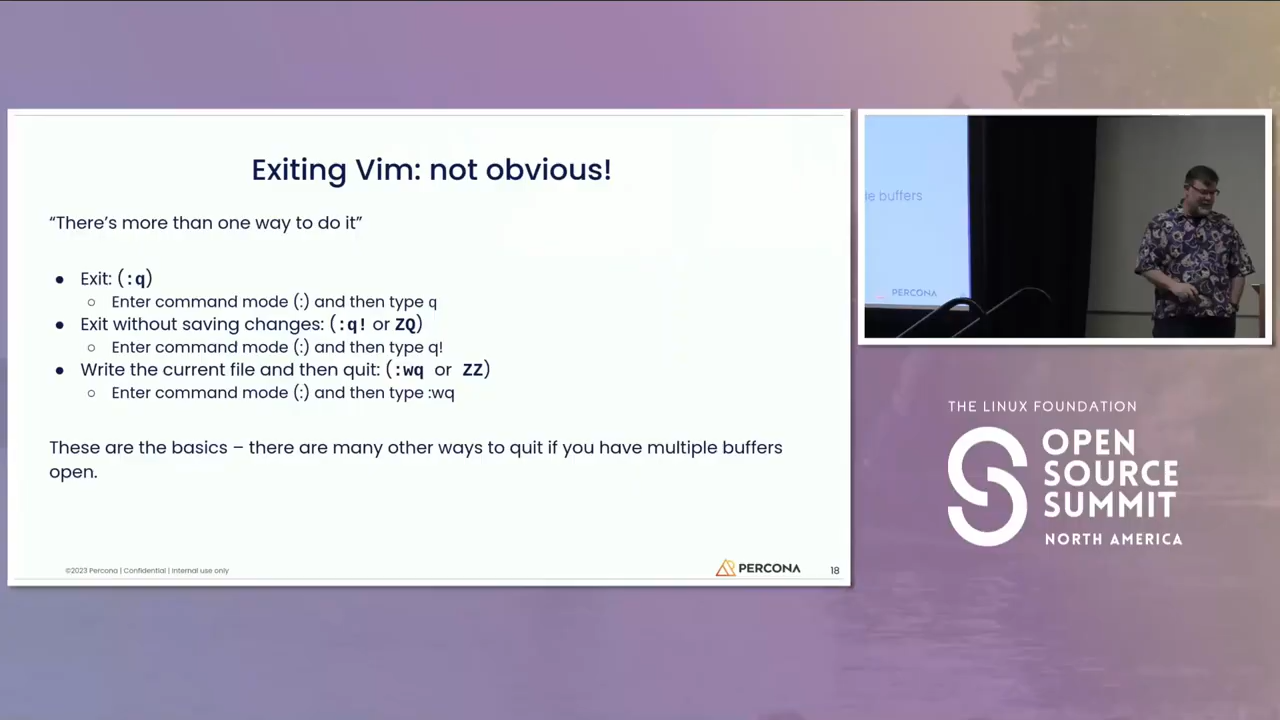 Exiting Vim: not obvious!
“There’s more than one way to do it”
● Exit: (:q)
○ Enter command mode (:) and then type q
● Exit without saving changes: (:q! or ZQ)
○ Enter command mode (:) and then type q!
● Write the current file and then quit: (:wq or ZZ)
○ Enter command mode (:) and then type :wq
These are the basics – there are many other ways to quit if you have multiple buffers
open.
©2023 Percona | Confidential | Internal use only
PERCONA
18
buffers
PERCONA
THE LINUX FOUNDATION
OPEN
SOURCE
SUMMIT
NORTH AMERICA